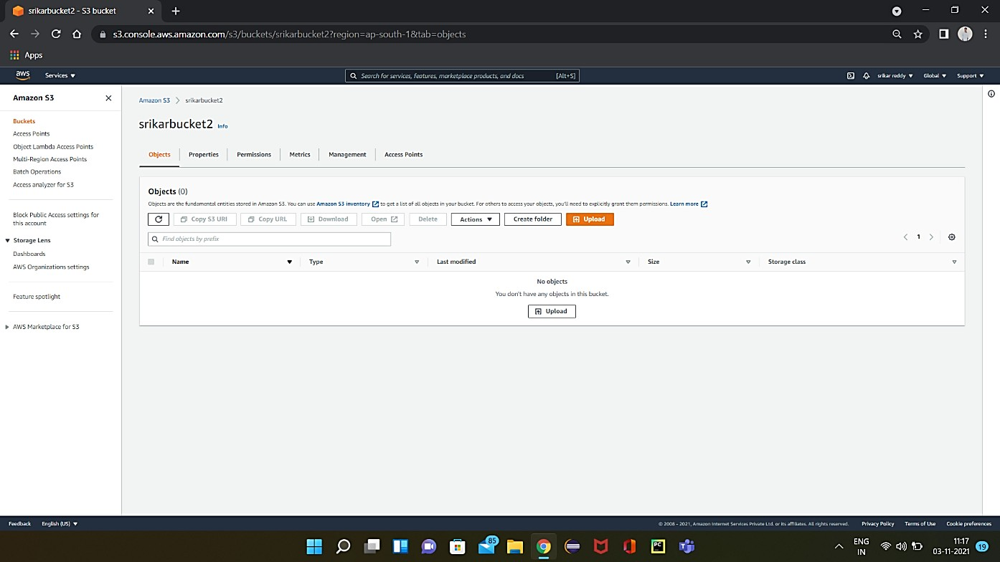 srikarbucket2 - S3 bucket
s3.console.aws.amazon.com/s3/buckets/srikarbucket2?region=ap-south-1&tab=objects
Apps
aws Services Search for services, features, marketplace products, and docs [Alt+S] srikar reddy Global Support
Amazon S3
Buckets
Access Points
Object Lambda Access Points
Multi-Region Access Points
Batch Operations
Access analyzer for S3
Block Public Access settings for
this account
Storage Lens
Dashboards
AWS Organizations settings
Feature spotlight
AWS Marketplace for S3
Amazon S3 srikarbucket2
srikarbucket2 Info
Objects Properties Permissions Metrics Management Access Points
Objects (0)
Objects are the fundamental entities stored in Amazon S3. You can use Amazon S3 inventory to get a list of all objects in your bucket. For others to access your objects, you'll need to explicitly grant them permissions. Learn more
Copy S3 URI Copy URL Download Open Delete Actions Create folder Upload
Find objects by prefix 1
Name Type Last modified Size Storage class
No objects
You don't have any objects in this bucket.
Upload
Feedback English (US) © 2008 - 2021, Amazon Internet Services Private Ltd. or its affiliates. All rights reserved. Privacy Policy Terms of Use Cookie preferences
85
PC
ENG
IN
11:17
03-11-2021
19